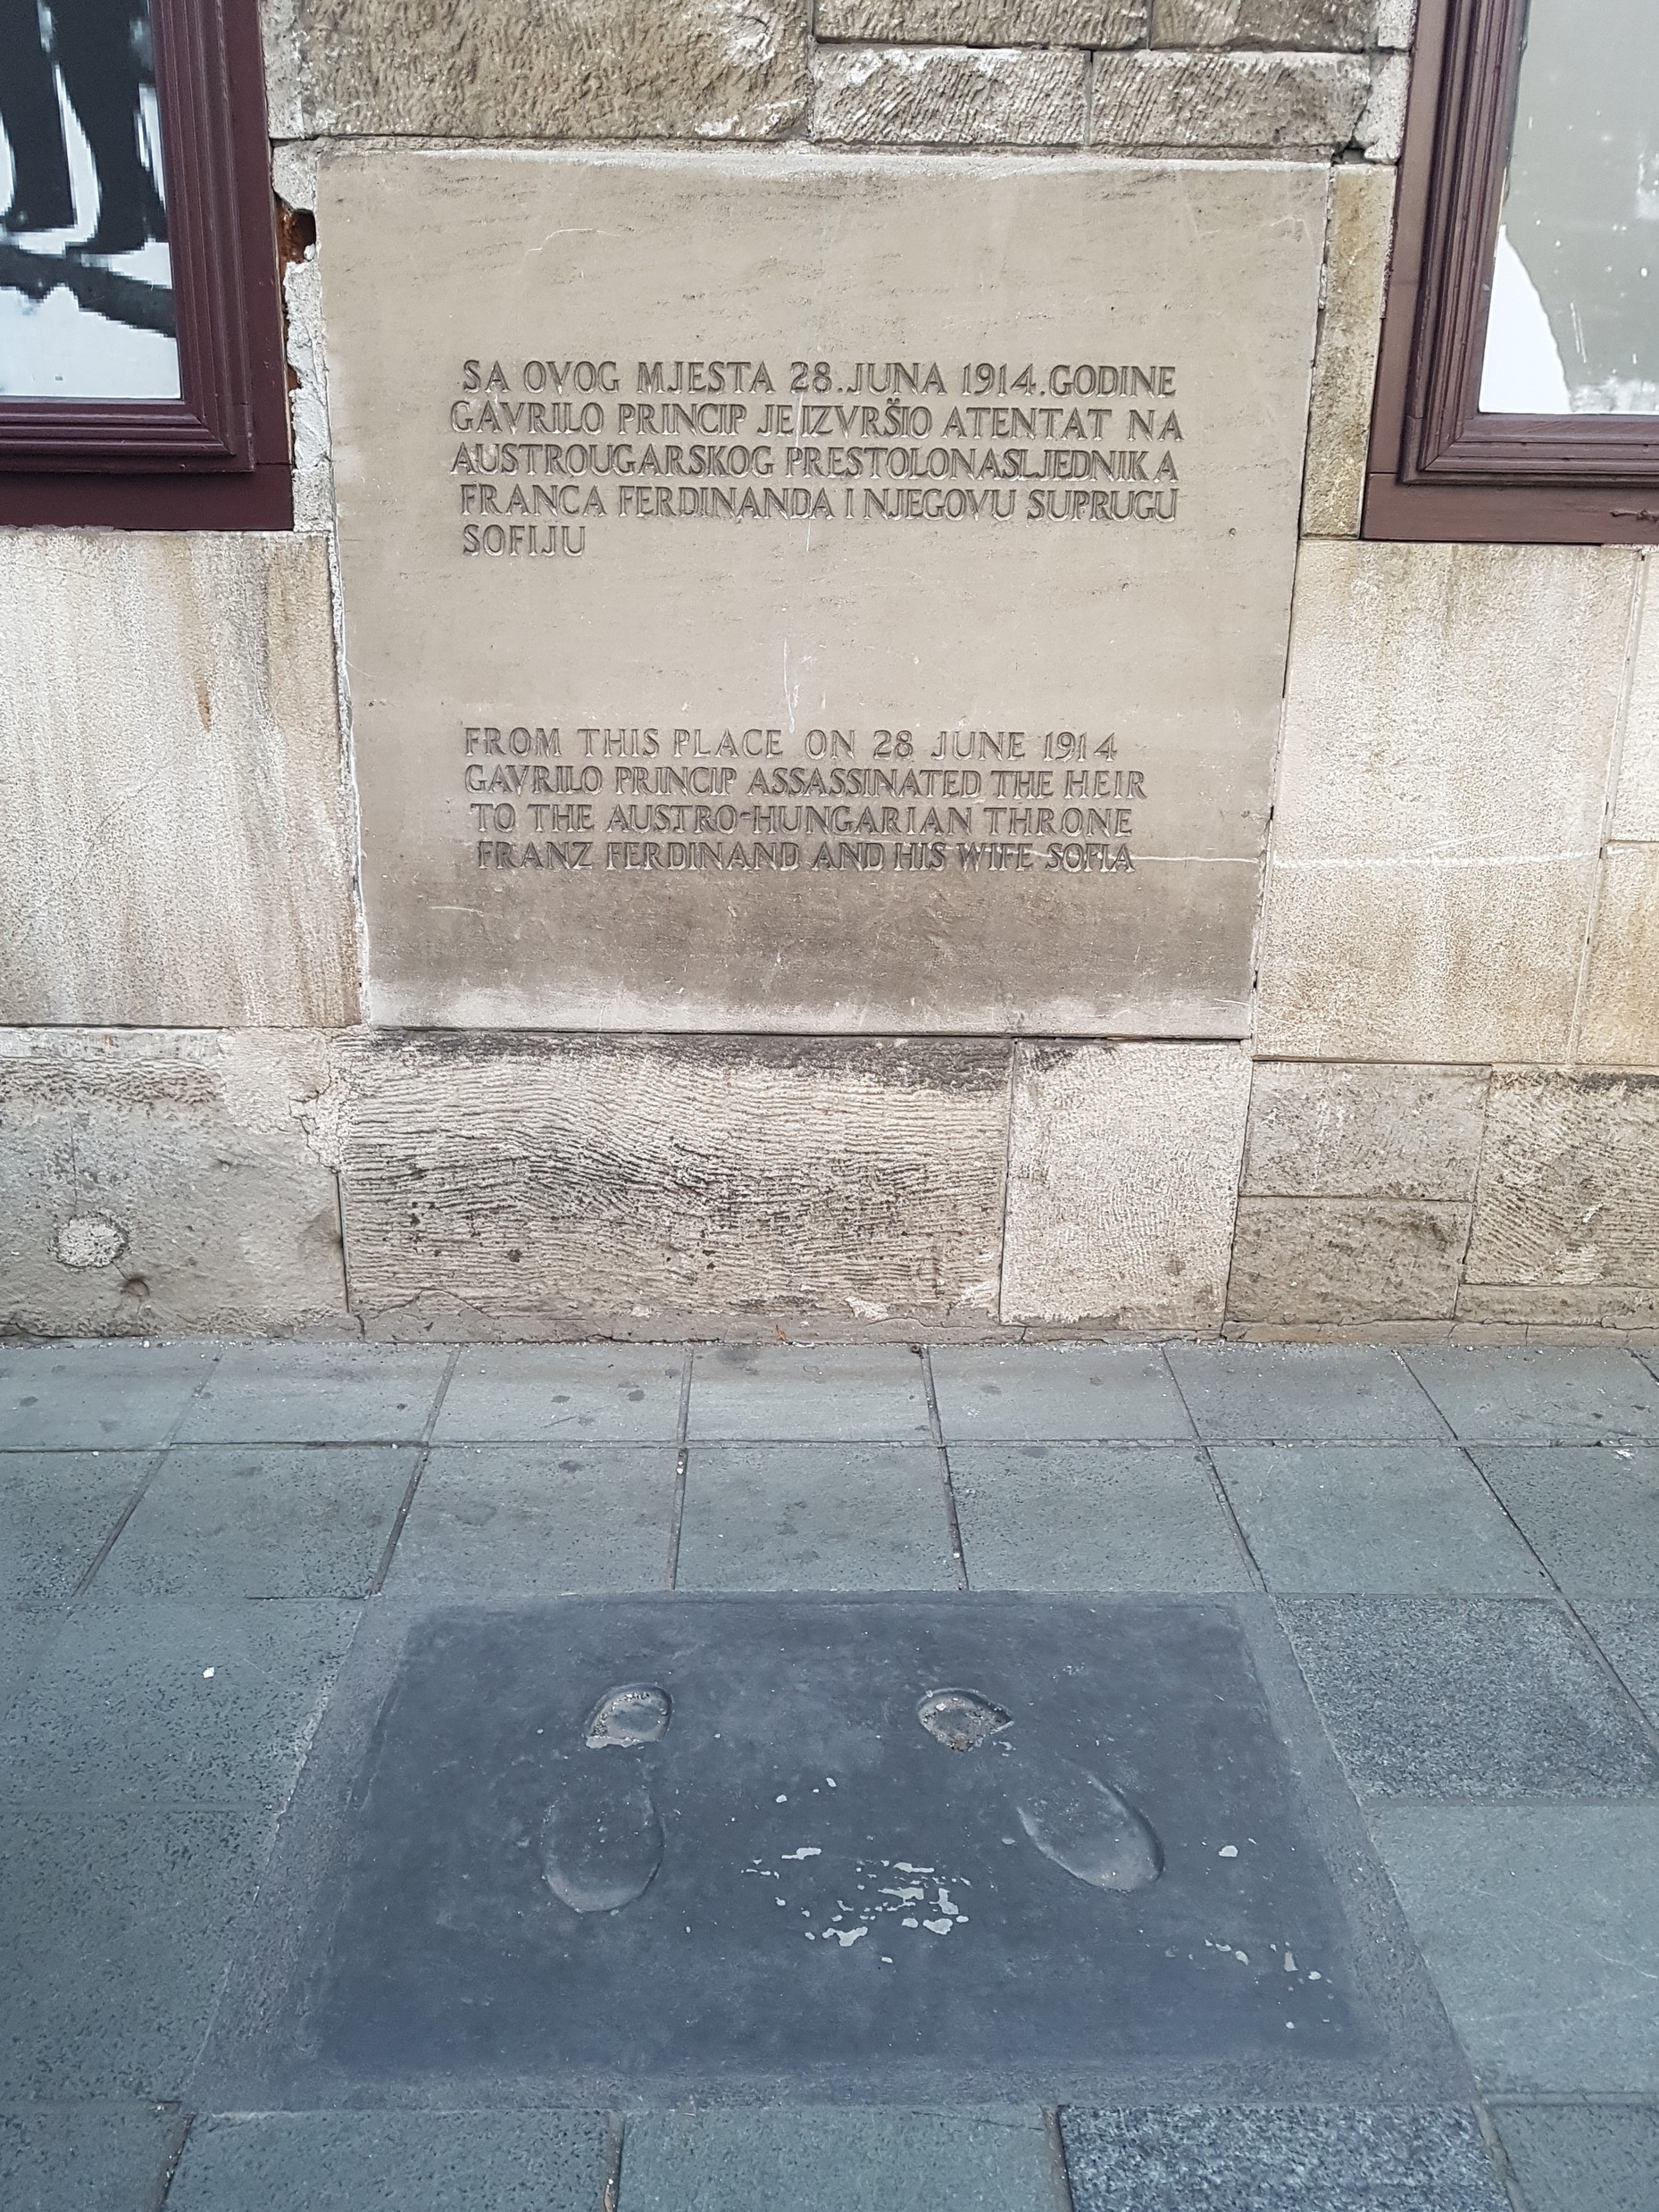 SA OVOG MJESTA 28.JUNA 1914.GODINE
GAVRILO PRINCIP JE IZVRŠIO ATENTAT NA
AUSTROUGARSKOG PRESTOLONASLJEDNIKA
FRANCA FERDINANDA I NJEGOVU SUPRUGU
SOFIJU
FROM THIS PLACE ON 28 JUNE 1914
GAVRILO PRINCIP ASSASSINATED THE HEIR
TO THE AUSTRO-HUNGARIAN THRONE
FRANZ FERDINAND AND HIS WIFE SOFIA